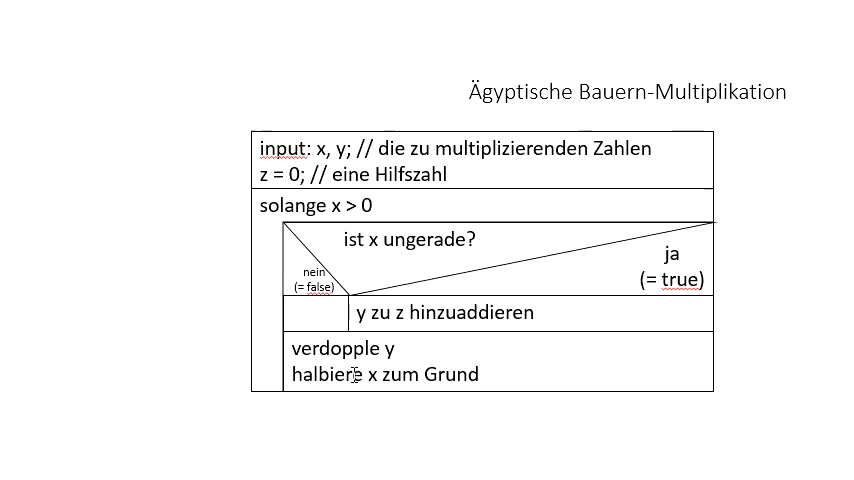 Ägyptische Bauern-Multiplikation
input: x, y; // die zu multiplizierenden Zahlen
z = 0; // eine Hilfszahl
solange x > 0
ist x ungerade?
nein
(= false)
ja
(= true)
y zu z hinzuaddieren
verdopple y
halbiere x zum Grund